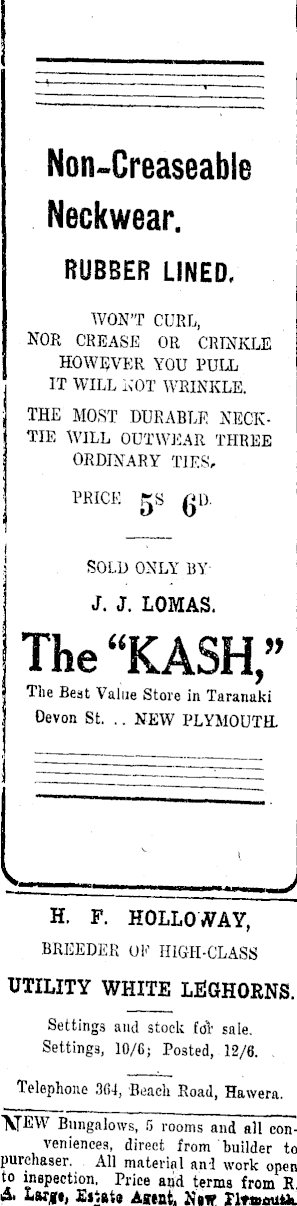 Non-Creaseable
Neckwear.
RUBBER LINED.
WON'T CURL,
NOR CREASE OR CRINKLE
HOWEVER YOU PULL
IT WILL NOT WRINKLE.
THE MOST DURABLE NECK-
TIE WILL OUTWEAR THREE
ORDINARY TIES.
PRICE 5S 6D.
SOLD ONLY BY
J. J. LOMAS.
The "KASH,"
The Best Value Store in Taranaki
Devon St. .. NEW PLYMOUTH.
H. F. HOLLOWAY,
BREEDER OF HIGH-CLASS
UTILITY WHITE LEGHORNS.
Settings and stock for sale.
Settings, 10/6; Posted, 12/6.
Telephone 364, Beach Road, Hawera.
NEW Bungalows, 5 rooms and all con-
veniences, direct from builder to
purchaser. All material and work open
to inspection. Price and terms from R.
A. Large, Estate Agent, New Plymouth.